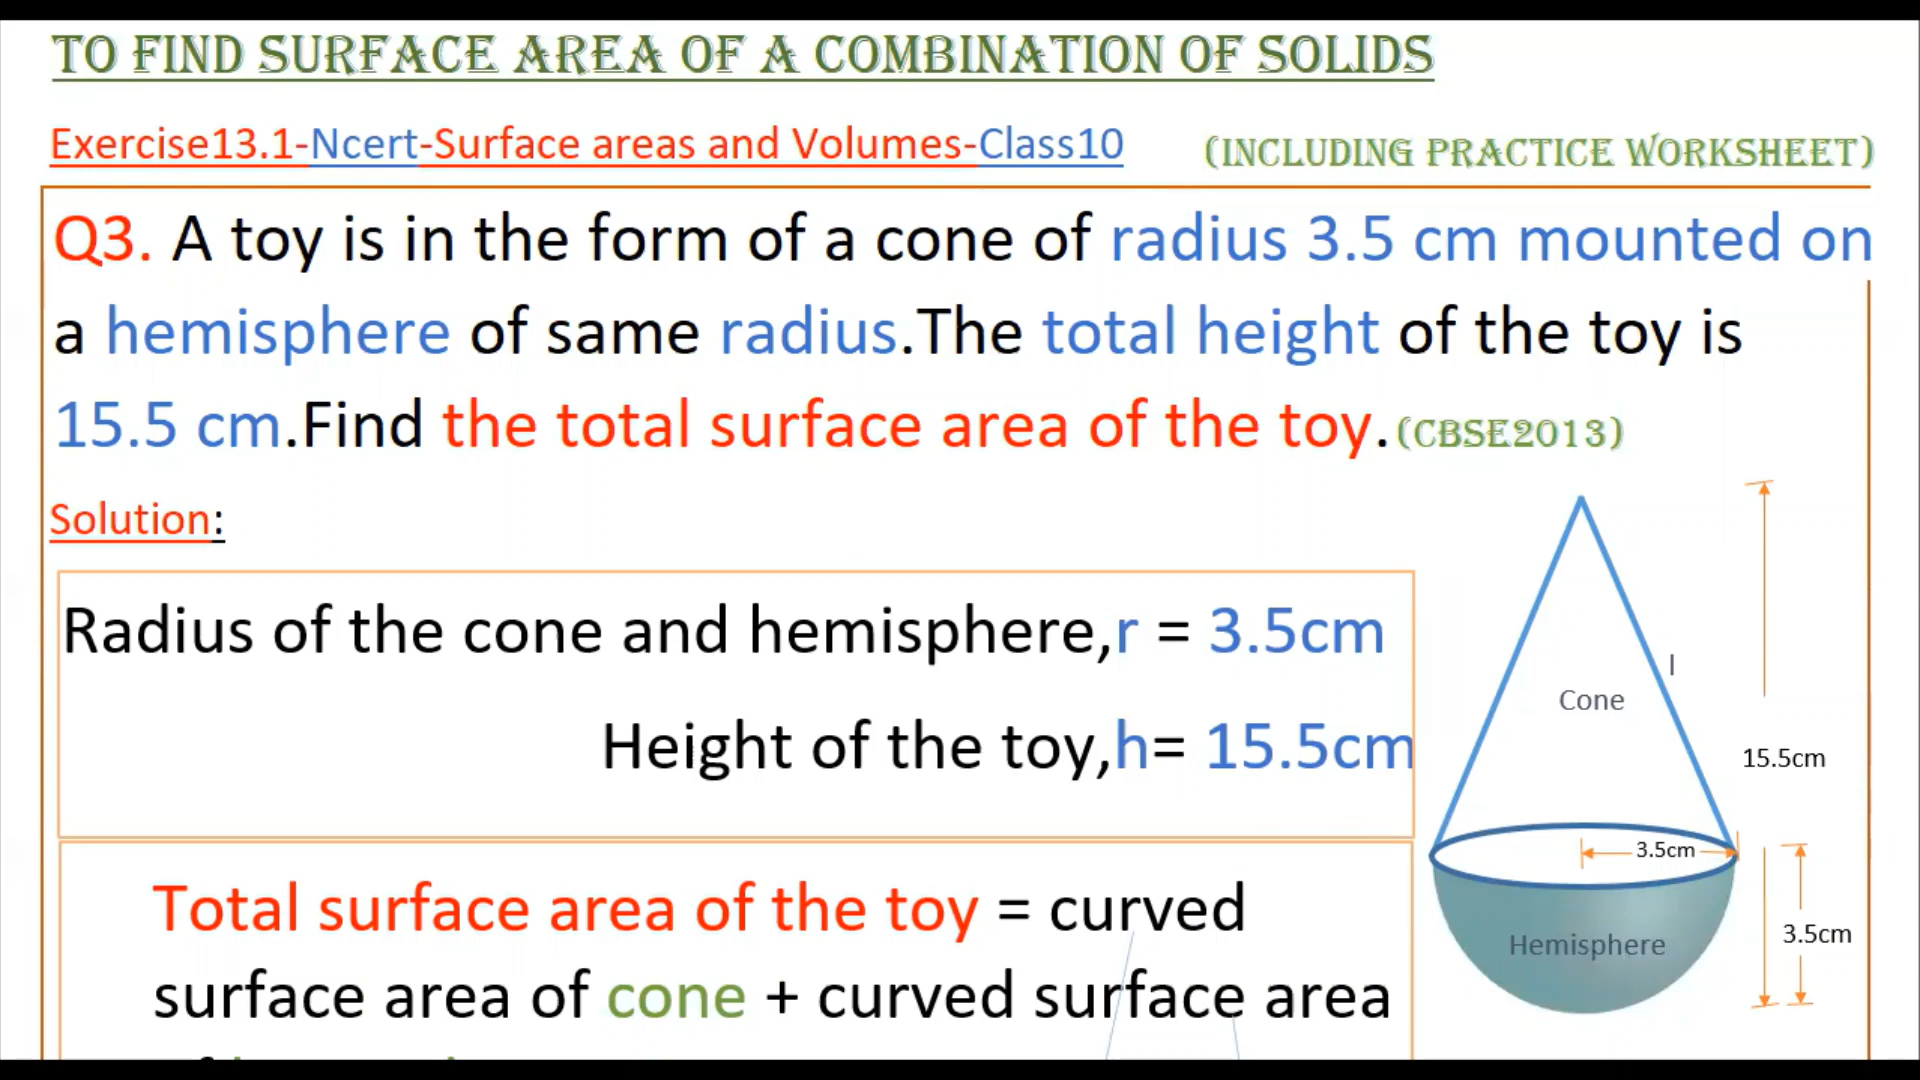 TO FIND SURFACE AREA OF A COMBINATION OF SOLIDS
Exercise13.1-Ncert-Surface areas and Volumes-Class10
(INCLUDING PRACTICE WORKSHEET)
Q3. A toy is in the form of a cone of radius 3.5 cm mounted on
a hemisphere of same radius.The total height of the toy is
15.5 cm.Find the total surface area of the toy.(CBSE2013)
Solution:
Radius of the cone and hemisphere,r = 3.5cm
Height of the toy,h= 15.5cm
Total surface area of the toy = curved
surface area of cone + curved surface area
l
Cone
15.5cm
3.5cm
3.5cm
Hemisphere